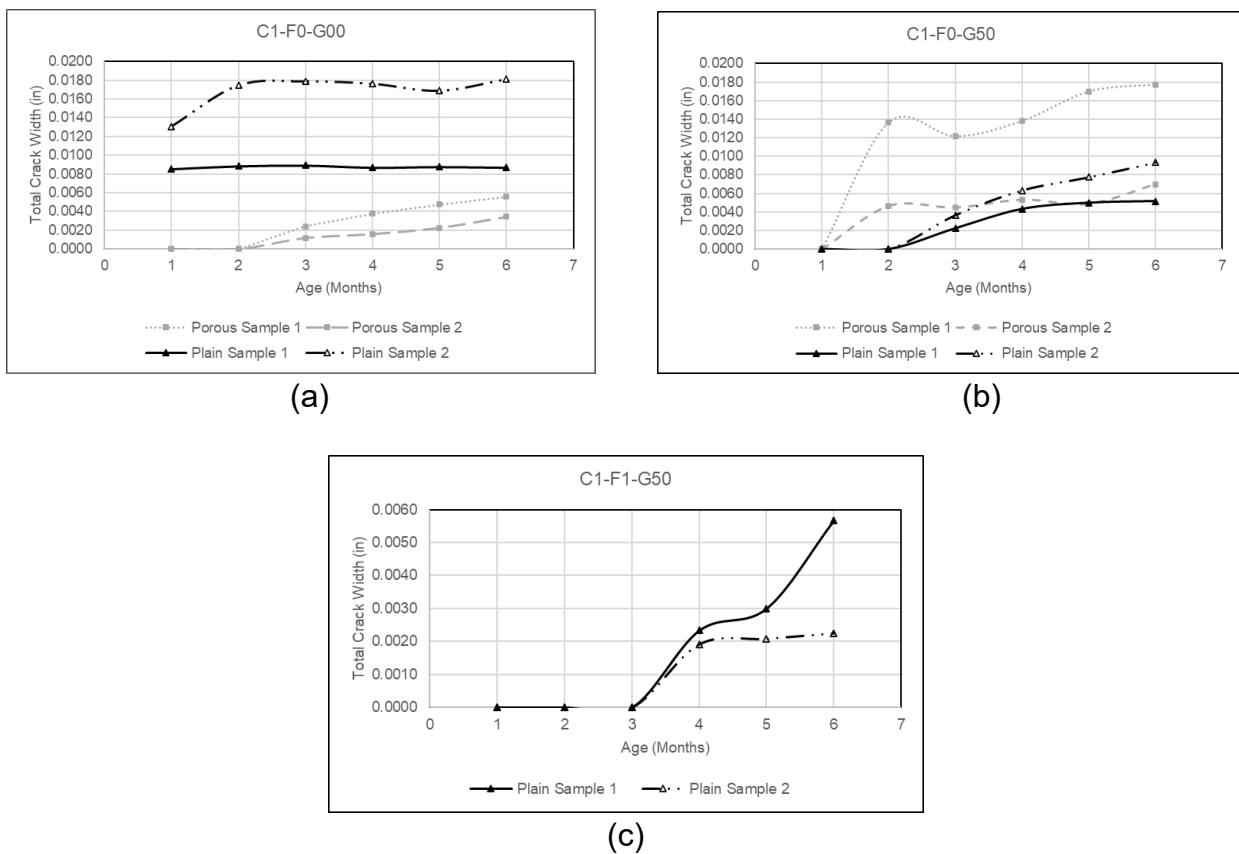 C1-F0-G00
Total Crack Width (in)
0.0200
0.0180
0.0160
0.0140
0.0120
0.0100
0.0080
0.0060
0.0040
0.0020
0.0000
0 1 2 3 4 5 6 7
Age (Months)
Porous Sample 1 Porous Sample 2
Plain Sample 1 Plain Sample 2
(a)
C1-F0-G50
Total Crack Width (in)
0.0200
0.0180
0.0160
0.0140
0.0120
0.0100
0.0080
0.0060
0.0040
0.0020
0.0000
0 1 2 3 4 5 6 7
Age (Months)
Porous Sample 1 Porous Sample 2
Plain Sample 1 Plain Sample 2
(b)
C1-F1-G50
Total Crack Width (in)
0.0060
0.0050
0.0040
0.0030
0.0020
0.0010
0.0000
0 1 2 3 4 5 6 7
Age (Months)
Plain Sample 1 Plain Sample 2
(c)